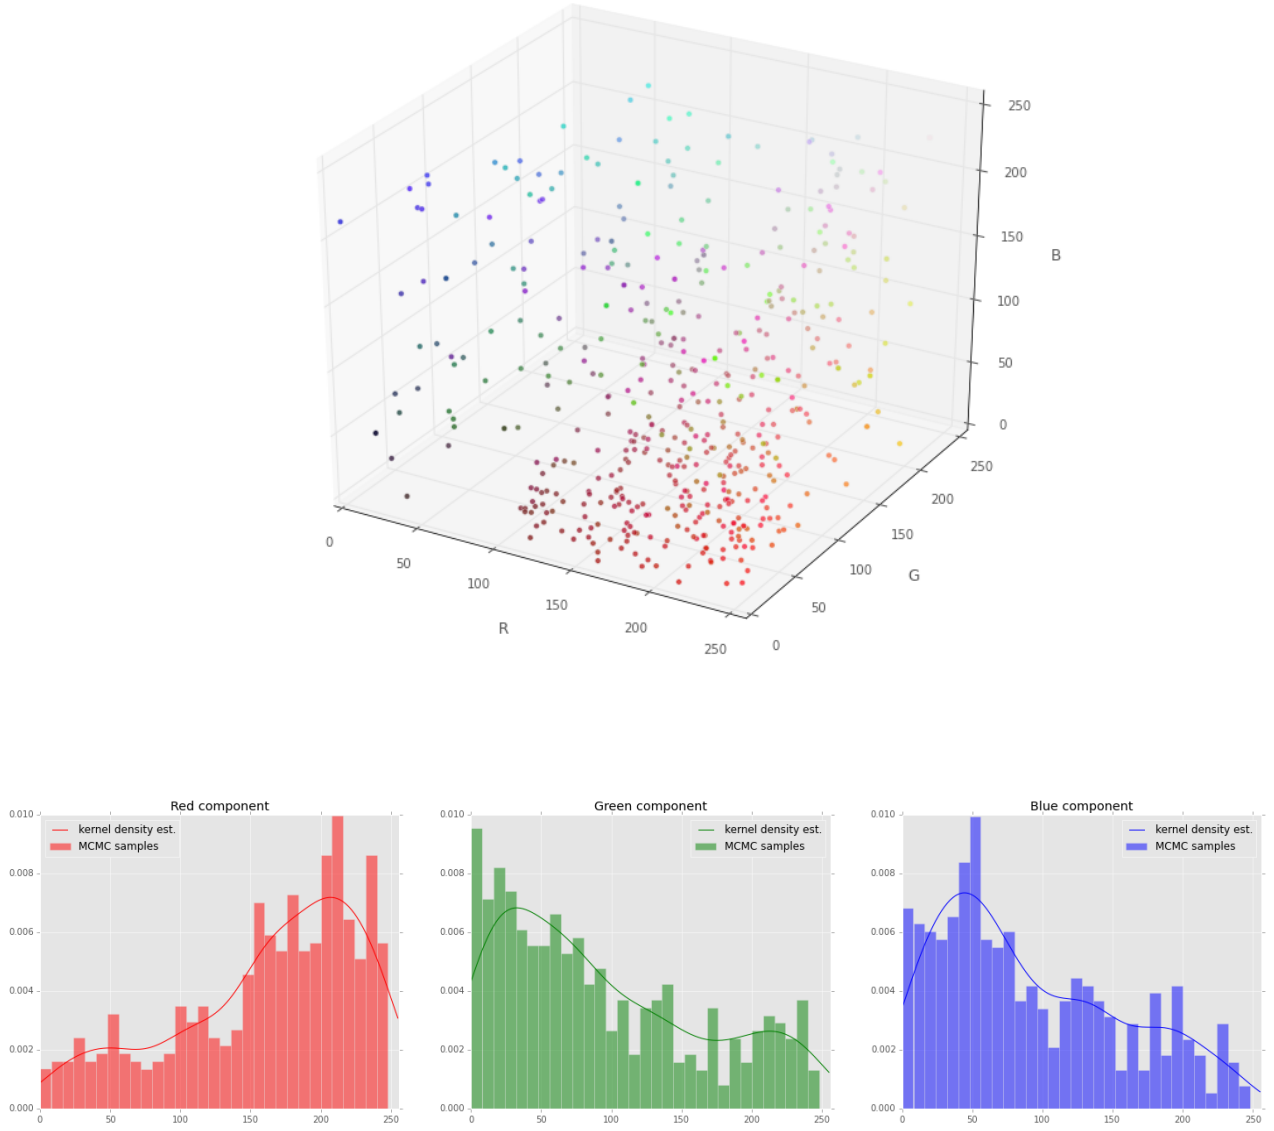 250
200
150
B
100
50
0
250
200
150
100
50
0
G
0
50
100
150
200
250
R
Red component
0.010
kernel density est.
MCMC samples
0.008
0.006
0.004
0.002
0.000
0 50 100 150 200 250
Green component
0.010
kernel density est.
MCMC samples
0.008
0.006
0.004
0.002
0.000
0 50 100 150 200 250
Blue component
0.010
kernel density est.
MCMC samples
0.008
0.006
0.004
0.002
0.000
0 50 100 150 200 250